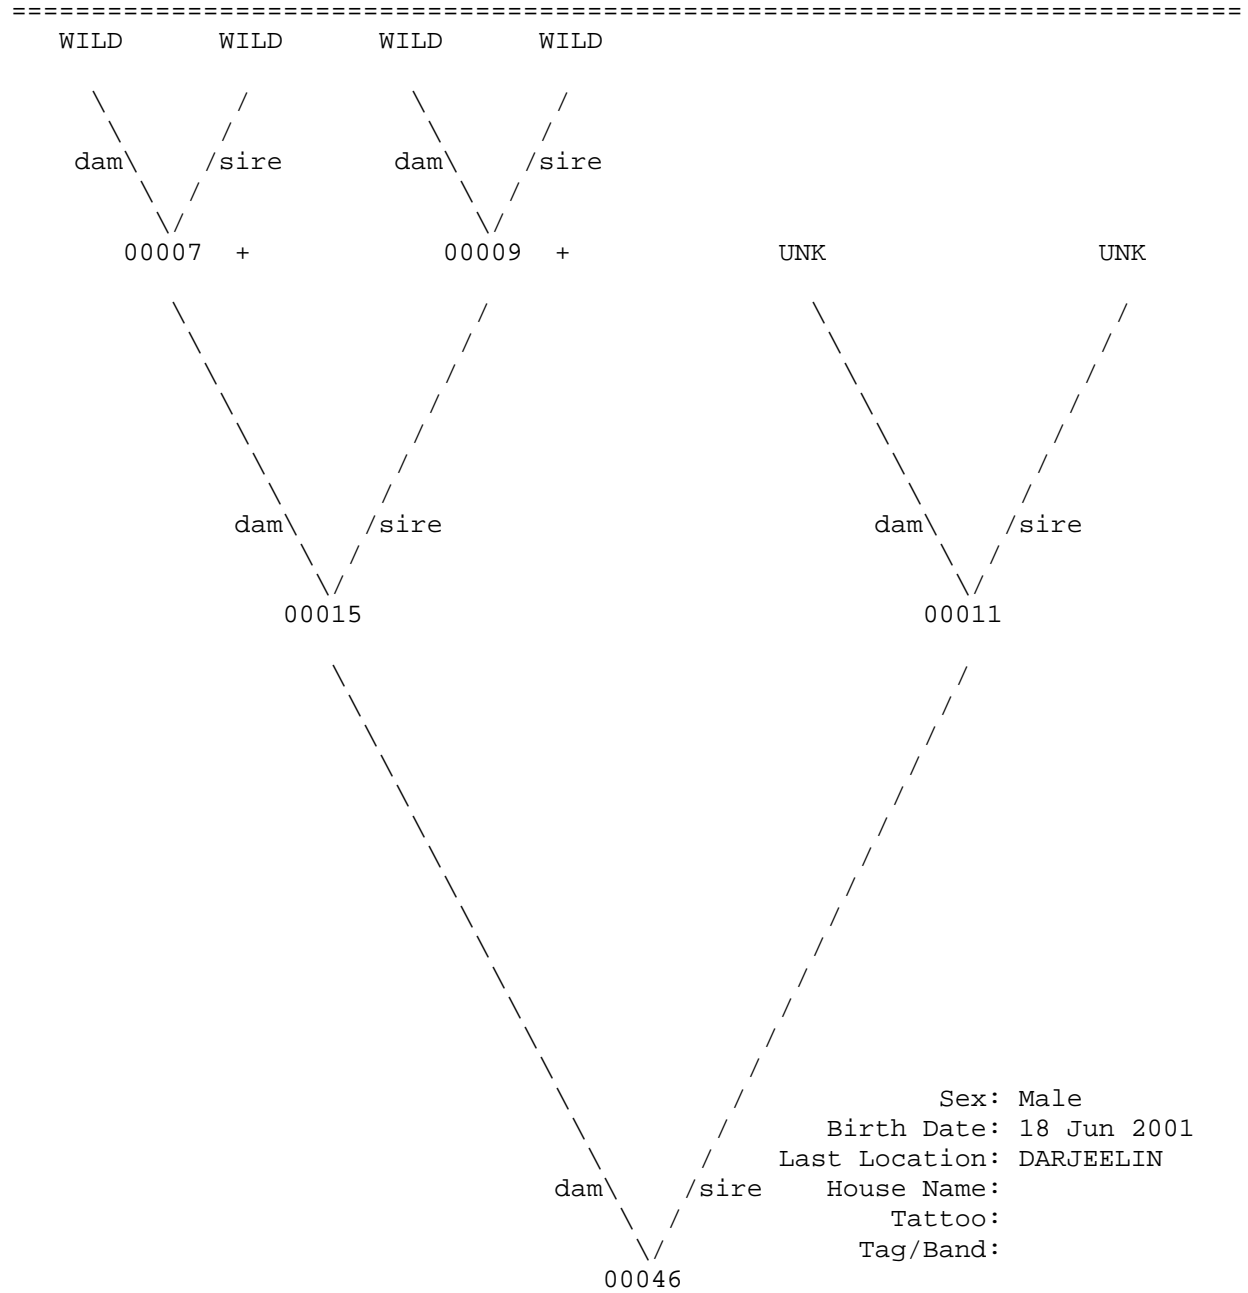 WILD WILD WILD WILD
dam sire dam sire
00007 + 00009 + UNK UNK
dam sire dam sire
00015 00011
Sex: Male
Birth Date: 18 Jun 2001
Last Location: DARJEELIN
dam sire House Name:
Tattoo:
Tag/Band:
00046